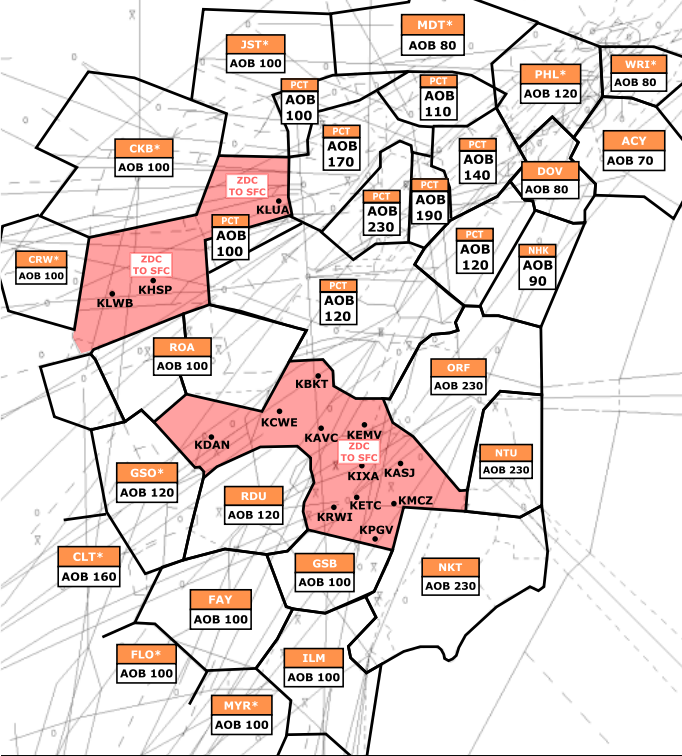 MDT*
AOB 80
JST*
AOB 100
WRI*
AOB 80
PHL*
AOB 120
PCT
AOB
100
PCT
AOB
110
PCT
AOB
170
ACY
AOB 70
CKB*
AOB 100
PCT
AOB
140
DOV
AOB 80
ZDC
TO SFC
KLUA
PCT
AOB
230
PCT
AOB
190
PCT
AOB
100
PCT
AOB
120
NHK
AOB
90
CRW*
AOB 100
ZDC
TO SFC
KHSP
KLWB
PCT
AOB
120
ROA
AOB 100
ORF
AOB 230
KBKT
KCWE
KDAN
KAVC
KEMV
ZDC
TO SFC
KIXA
KASJ
NTU
AOB 230
GSO*
AOB 120
RDU
AOB 120
KETC
KMCZ
KRWI
KPGV
CLT*
AOB 160
GSB
AOB 100
NKT
AOB 230
FAY
AOB 100
FLO*
AOB 100
ILM
AOB 100
MYR*
AOB 100